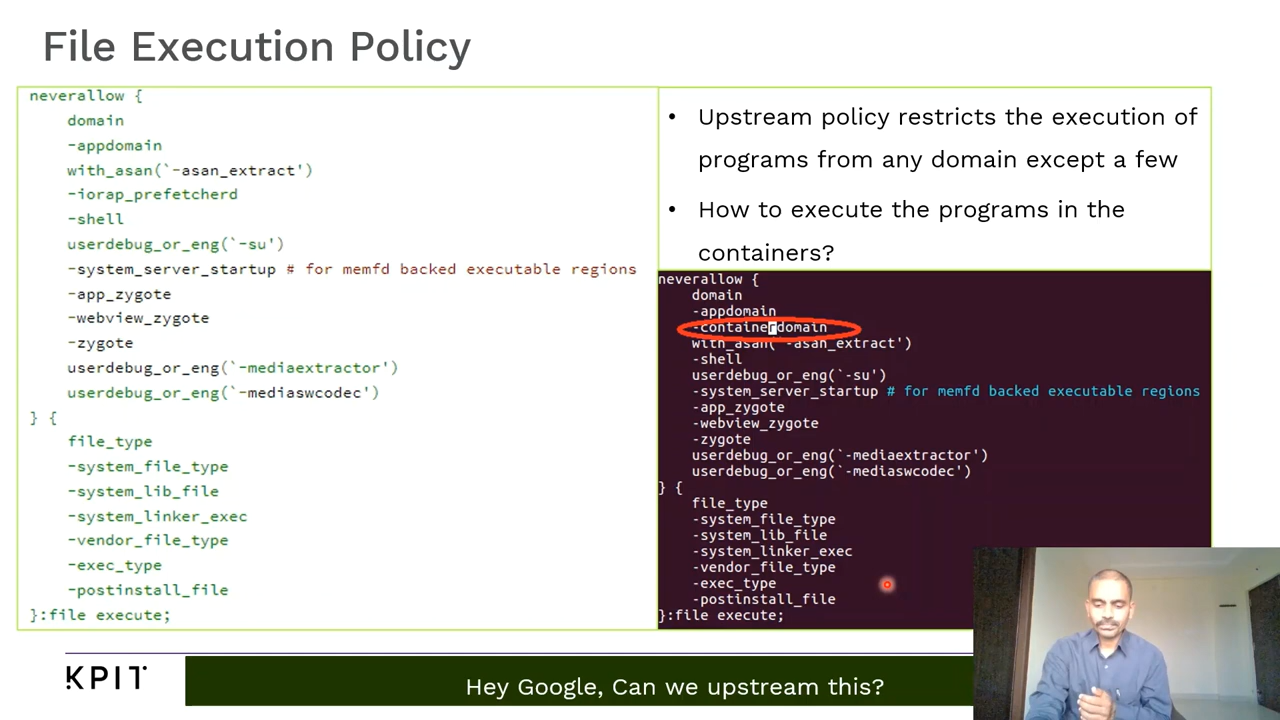 File Execution Policy
neverallow {
domain
-appdomain
with_asan(`-asan_extract')
-iorap_prefetcherd
-shell
userdebug_or_eng(`-su')
-system_server_startup # for memfd backed executable regions
-app_zygote
-webview_zygote
-zygote
userdebug_or_eng(`-mediaextractor')
userdebug_or_eng(`-mediaswcodec')
} {
file_type
-system_file_type
-system_lib_file
-system_linker_exec
-vendor_file_type
-exec_type
-postinstall_file
}:file execute;
• Upstream policy restricts the execution of
programs from any domain except a few
• How to execute the programs in the
containers?
neverallow {
domain
-appdomain
-containerdomain
with_asan(`-asan_extract')
-shell
userdebug_or_eng(`-su')
-system_server_startup # for memfd backed executable regions
-app_zygote
-webview_zygote
-zygote
userdebug_or_eng(`-mediaextractor')
userdebug_or_eng(`-mediaswcodec')
} {
file_type
-system_file_type
-system_lib_file
-system_linker_exec
-vendor_file_type
-exec_type
-postinstall_file
}:file execute;
KPIT
Hey Google, Can we upstream this?